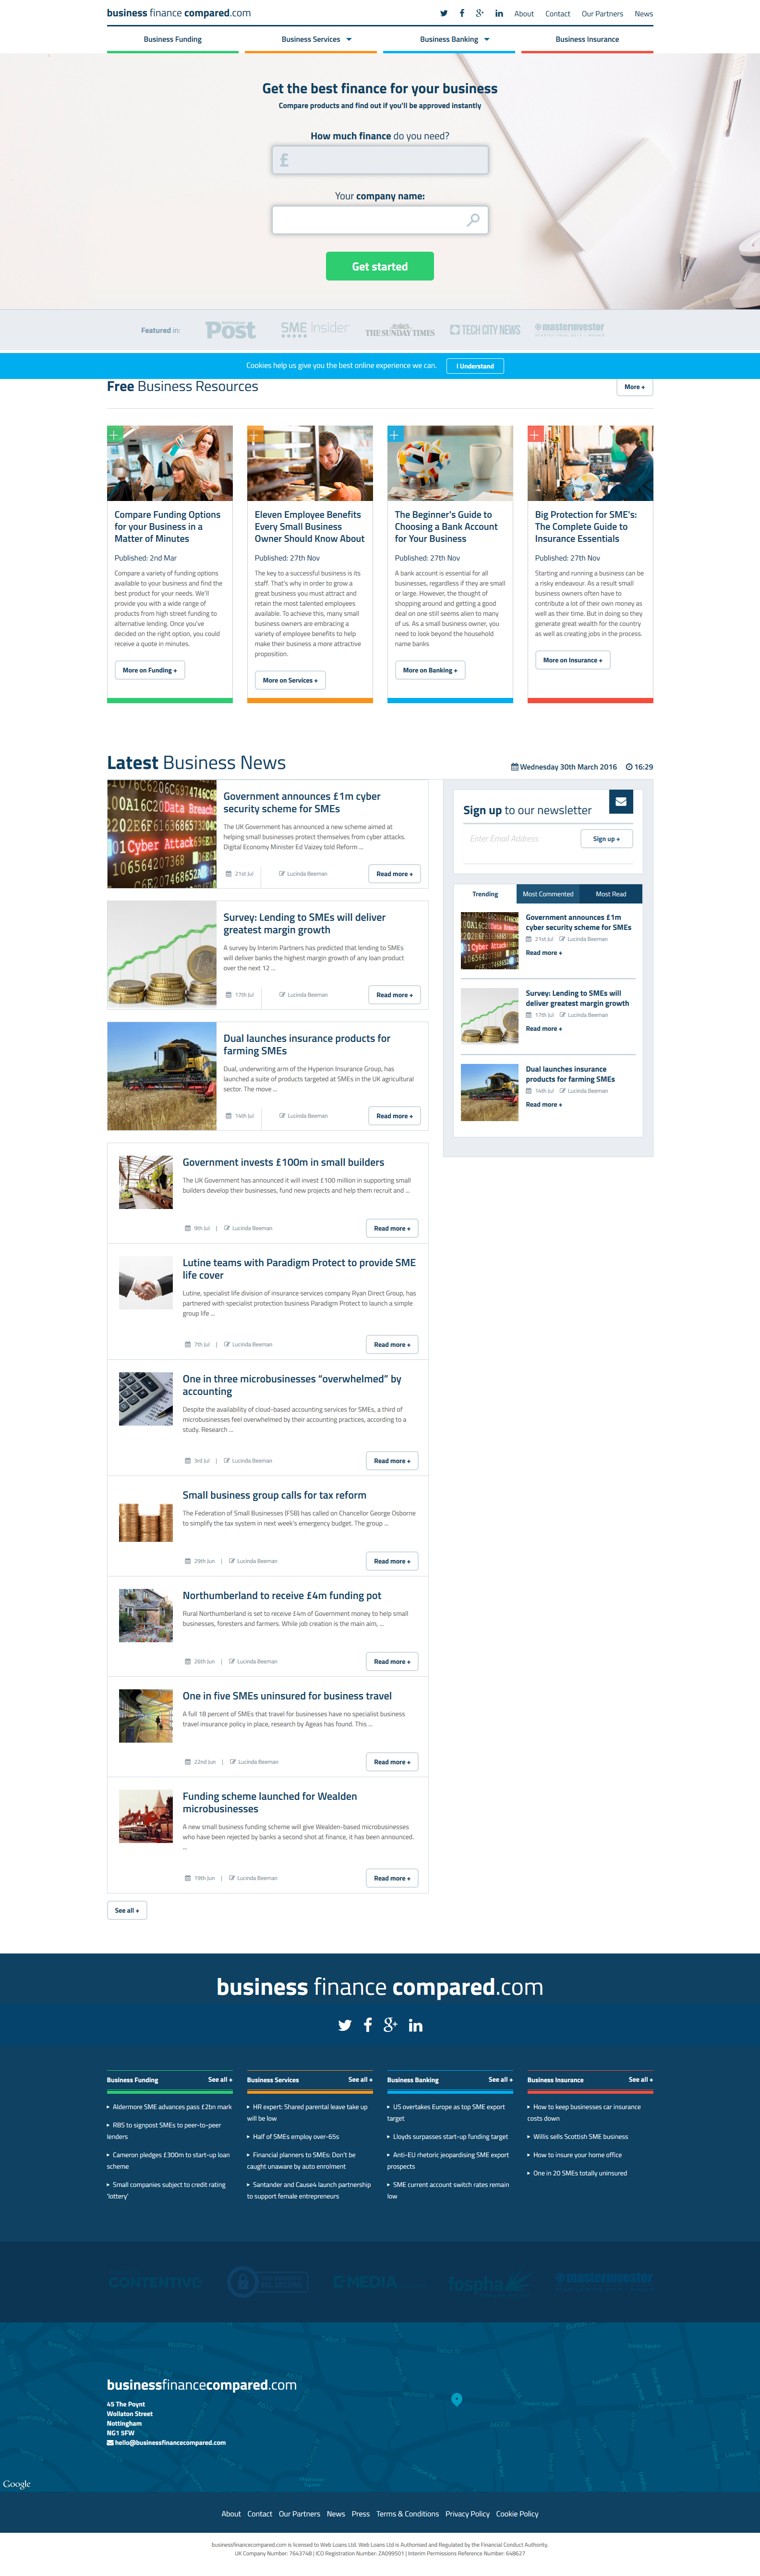 business finance compared.com
About Contact Our Partners News
Business Funding
Business Services
Business Banking
Business Insurance
Get the best finance for your business
Compare products and find out if you'll be approved instantly
How much finance do you need?
£
Your company name:
Get started
Featured in:
Post
SME Insider
THE SUNDAY TIMES
TECH CITY NEWS
masterinvestor
Cookies help us give you the best online experience we can.
I Understand
Free Business Resources
More +
Compare Funding Options
for your Business in a
Matter of Minutes
Published: 2nd Mar
Compare a variety of funding options
available to your business and find the
best product for your needs. We'll
provide you with a wide range of
products from high street funding to
alternative lending. Once you've
decided on the right option, you could
receive a quote in minutes.
More on Funding +
Eleven Employee Benefits
Every Small Business
Owner Should Know About
Published: 27th Nov
The key to a successful business is its
staff. That's why in order to grow a
great business you must attract and
retain the most talented employees
available. To achieve this, many small
business owners are embracing a
variety of employee benefits to help
make their business a more attractive
proposition.
More on Services +
The Beginner's Guide to
Choosing a Bank Account
for Your Business
Published: 27th Nov
A bank account is essential for all
businesses, regardless if they are small
or large. However, the thought of
shopping around and getting a good
deal on one still seems alien to many
of us. As a small business owner, you
need to look beyond the household
name banks
More on Banking +
Big Protection for SME's:
The Complete Guide to
Insurance Essentials
Published: 27th Nov
Starting and running a business can be
a risky endeavour. As a result small
business owners often have to
contribute a lot of their own money as
well as their time. But in doing so they
generate great wealth for the country
as well as creating jobs in the process.
More on Insurance +
Latest Business News
Wednesday 30th March 2016 16:29
Government announces £1m cyber
security scheme for SMEs
The UK Government has announced a new scheme aimed at
helping small businesses protect themselves from cyber attacks.
Digital Economy Minister Ed Vaizey told Reform ...
21st Jul Lucinda Beeman
Read more +
Survey: Lending to SMEs will deliver
greatest margin growth
A survey by Interim Partners has predicted that lending to SMEs
will deliver banks the highest margin growth of any loan product
over the next 12 ...
17th Jul Lucinda Beeman
Read more +
Dual launches insurance products for
farming SMEs
Dual, underwriting arm of the Hyperion Insurance Group, has
launched a suite of products targeted at SMEs in the UK agricultural
sector. The move ...
14th Jul Lucinda Beeman
Read more +
Government invests £100m in small builders
The UK Government has announced it will invest £100 million in supporting small
builders develop their businesses, fund new projects and help them recruit and ...
9th Jul | Lucinda Beeman
Read more +
Lutine teams with Paradigm Protect to provide SME
life cover
Lutine, specialist life division of insurance services company Ryan Direct Group, has
partnered with specialist protection business Paradigm Protect to launch a simple
group life ...
7th Jul | Lucinda Beeman
Read more +
One in three microbusinesses "overwhelmed" by
accounting
Despite the availability of cloud-based accounting services for SMEs, a third of
microbusinesses feel overwhelmed by their accounting practices, according to a
study. Research ...
3rd Jul | Lucinda Beeman
Read more +
Small business group calls for tax reform
The Federation of Small Businesses (FSB) has called on Chancellor George Osborne
to simplify the tax system in next week's emergency budget. The group ...
29th Jun | Lucinda Beeman
Read more +
Northumberland to receive £4m funding pot
Rural Northumberland is set to receive £4m of Government money to help small
businesses, foresters and farmers. While job creation is the main aim, ...
26th Jun | Lucinda Beeman
Read more +
One in five SMEs uninsured for business travel
A full 18 percent of SMEs that travel for businesses have no specialist business
travel insurance policy in place, research by Ageas has found. This ...
22nd Jun | Lucinda Beeman
Read more +
Funding scheme launched for Wealden
microbusinesses
A new small business funding scheme will give Wealden-based microbusinesses
who have been rejected by banks a second shot at finance, it has been announced.
...
19th Jun | Lucinda Beeman
Read more +
See all +
Sign up to our newsletter
Enter Email Address
Sign up +
Trending Most Commented Most Read
Government announces £1m
cyber security scheme for SMEs
21st Jul Lucinda Beeman
Read more +
Survey: Lending to SMEs will
deliver greatest margin growth
17th Jul Lucinda Beeman
Read more +
Dual launches insurance
products for farming SMEs
14th Jul Lucinda Beeman
Read more +
business finance compared.com
Business Funding See all +
Aldermore SME advances pass £2bn mark
RBS to signpost SMEs to peer-to-peer
lenders
Cameron pledges £300m to start-up loan
scheme
Small companies subject to credit rating
'lottery'
Business Services See all +
HR expert: Shared parental leave take up
will be low
Half of SMEs employ over-65s
Financial planners to SMEs: Don't be
caught unaware by auto enrolment
Santander and Cause4 launch partnership
to support female entrepreneurs
Business Banking See all +
US overtakes Europe as top SME export
target
Lloyds surpasses start-up funding target
Anti-EU rhetoric jeopardising SME export
prospects
SME current account switch rates remain
low
Business Insurance See all +
How to keep businesses car insurance
costs down
Willis sells Scottish SME business
How to insure your home office
One in 20 SMEs totally uninsured
CONTENTIVE
MEDIA
fospha
masterinvestor
businessfinancecompared.com
45 The Poynt
Wollaton Street
Nottingham
NG1 5FW
hello@businessfinancecompared.com
Google
About Contact Our Partners News Press Terms & Conditions Privacy Policy Cookie Policy
businessfinancecompared.com is licensed to Web Loans Ltd. Web Loans Ltd is Authorised and Regulated by the Financial Conduct Authority.
UK Company Number: 7643748 | ICO Registration Number: ZA099501 | Interim Permissions Reference Number: 648627